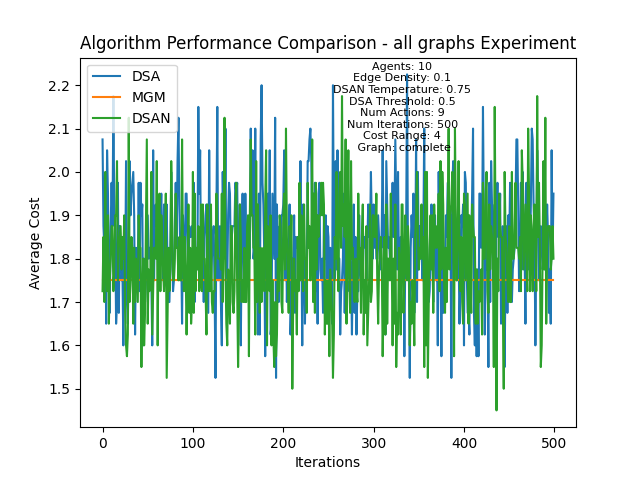 Algorithm Performance Comparison - all graphs Experiment
DSA
MGM
DSAN
Agents: 10
Edge Density: 0.1
DSAN Temperature: 0.75
DSA Threshold: 0.5
Num Actions: 9
Num Iterations: 500
Cost Range: 4
Graph: complete
Average Cost
2.2
2.1
2.0
1.9
1.8
1.7
1.6
1.5
0 100 200 300 400 500
Iterations